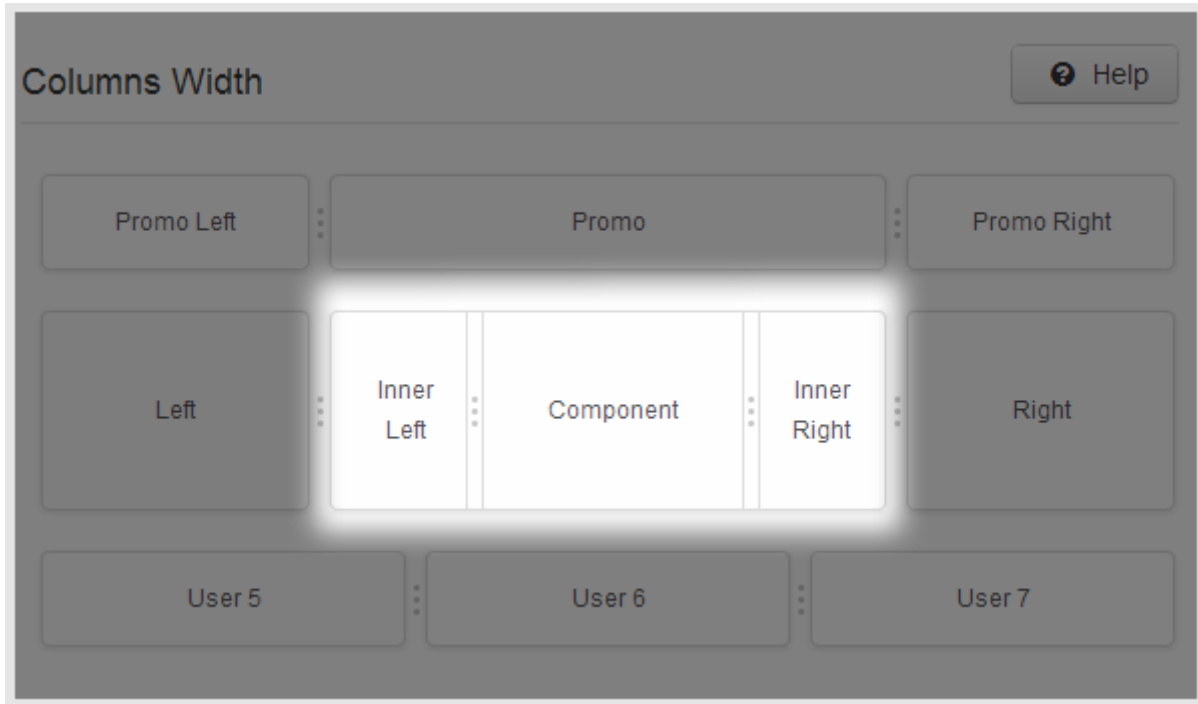 Columns Width
Help
Promo Left
Promo
Promo Right
Left
Inner
Left
Component
Inner
Right
Right
User 5
User 6
User 7